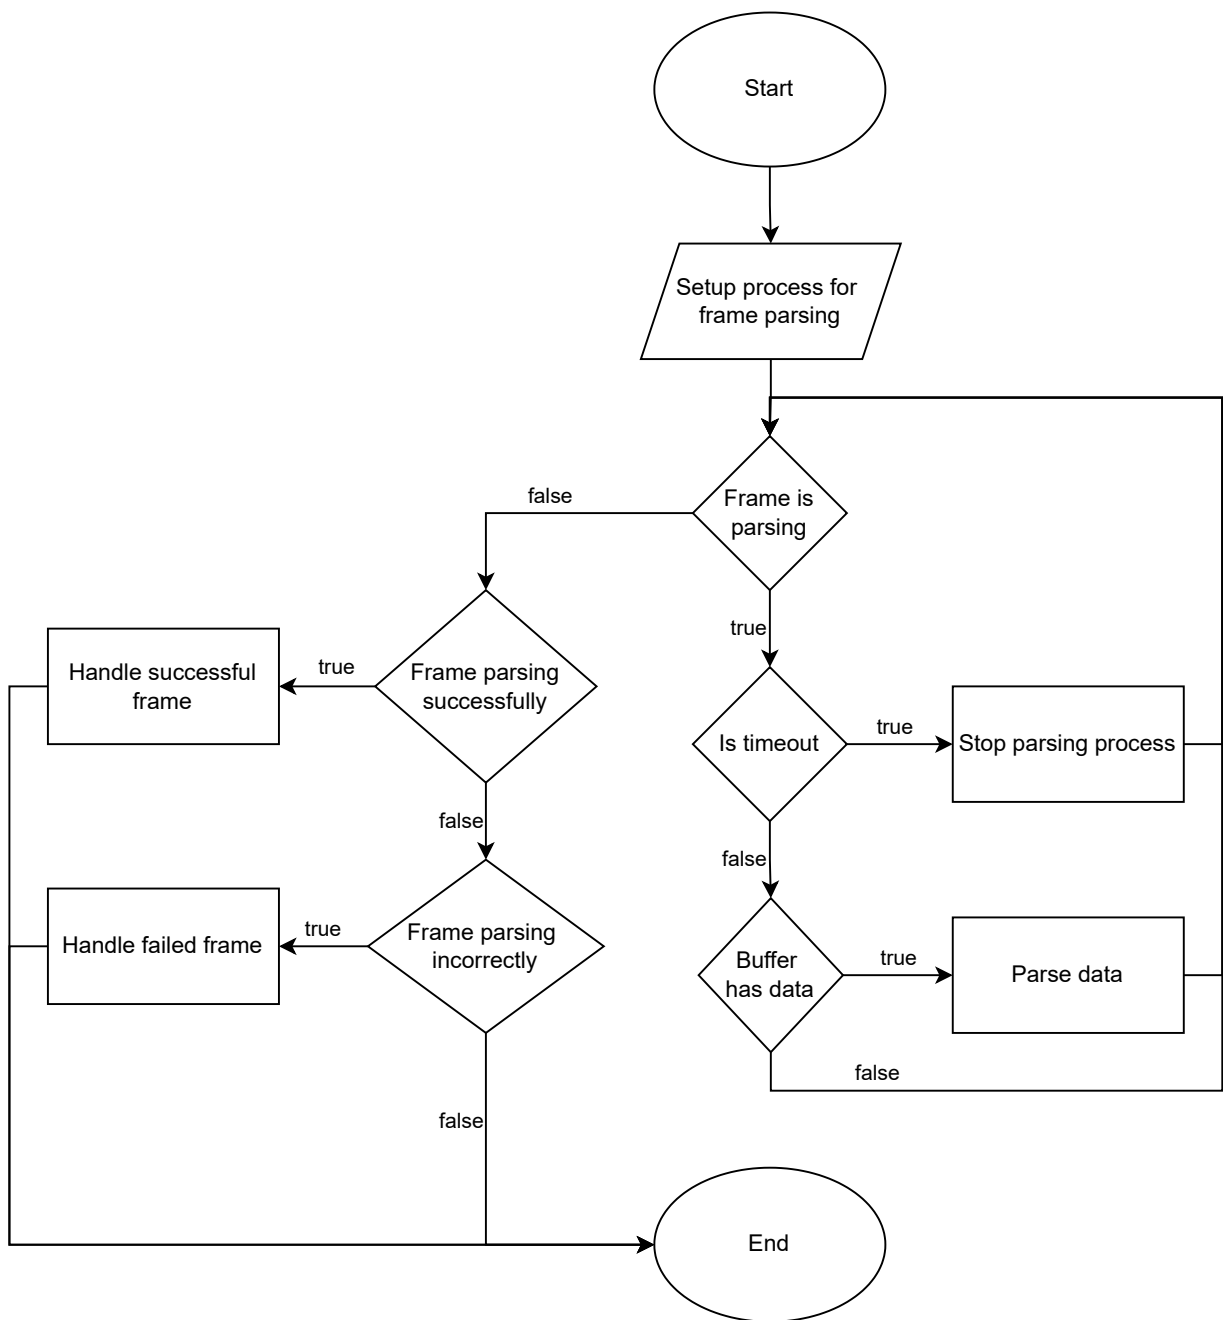 Start
Setup process for
frame parsing
false
Frame is
parsing
true
Handle successful
frame
true
Frame parsing
successfully
Is timeout
true
Stop parsing process
false
false
Handle failed frame
true
Frame parsing
incorrectly
Buffer
has data
true
Parse data
false
false
End